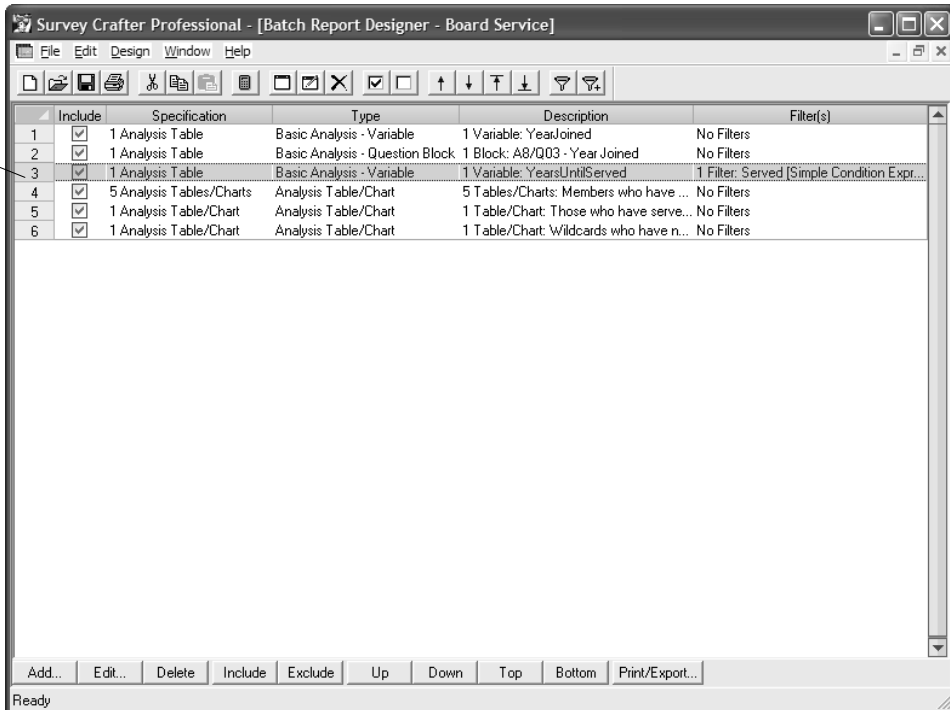 Survey Crafter Professional - [Batch Report Designer - Board Service]
File Edit Design Window Help
Include Specification Type Description Filter(s)
1 1 Analysis Table Basic Analysis - Variable 1 Variable: YearJoined No Filters
2 1 Analysis Table Basic Analysis - Question Block 1 Block: A8/Q03 - Year Joined No Filters
3 1 Analysis Table Basic Analysis - Variable 1 Variable: YearsUntilServed 1 Filter: Served [Simple Condition Expr...
4 5 Analysis Tables/Charts Analysis Table/Chart 5 Tables/Charts: Members who have ... No Filters
5 1 Analysis Table/Chart Analysis Table/Chart 1 Table/Chart: Those who have serve... No Filters
6 1 Analysis Table/Chart Analysis Table/Chart 1 Table/Chart: Wildcards who have n... No Filters
Add... Edit... Delete Include Exclude Up Down Top Bottom Print/Export...
Ready